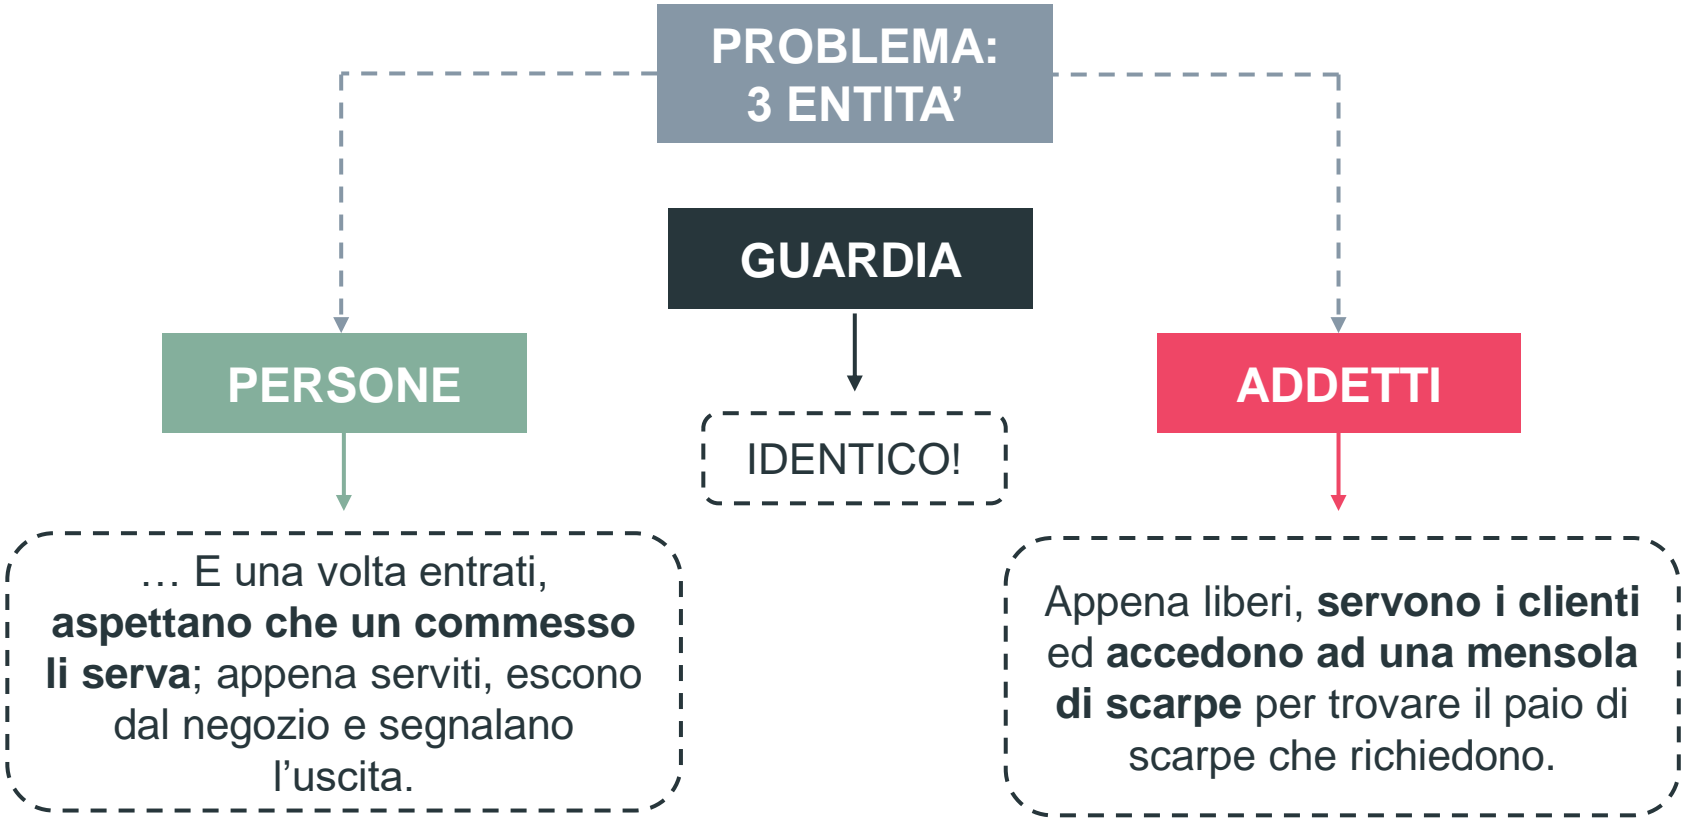 PROBLEMA:
3 ENTITA’
GUARDIA
IDENTICO!
PERSONE
… E una volta entrati,
aspettano che un commesso
li serva; appena serviti, escono
dal negozio e segnalano
l’uscita.
ADDETTI
Appena liberi, servono i clienti
ed accedono ad una mensola
di scarpe per trovare il paio di
scarpe che richiedono.